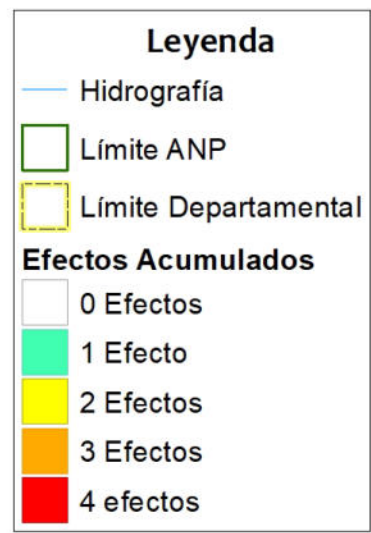 Leyenda
Hidrografía
Límite ANP
Límite Departamental
Efectos Acumulados
0 Efectos
1 Efecto
2 Efectos
3 Efectos
4 efectos